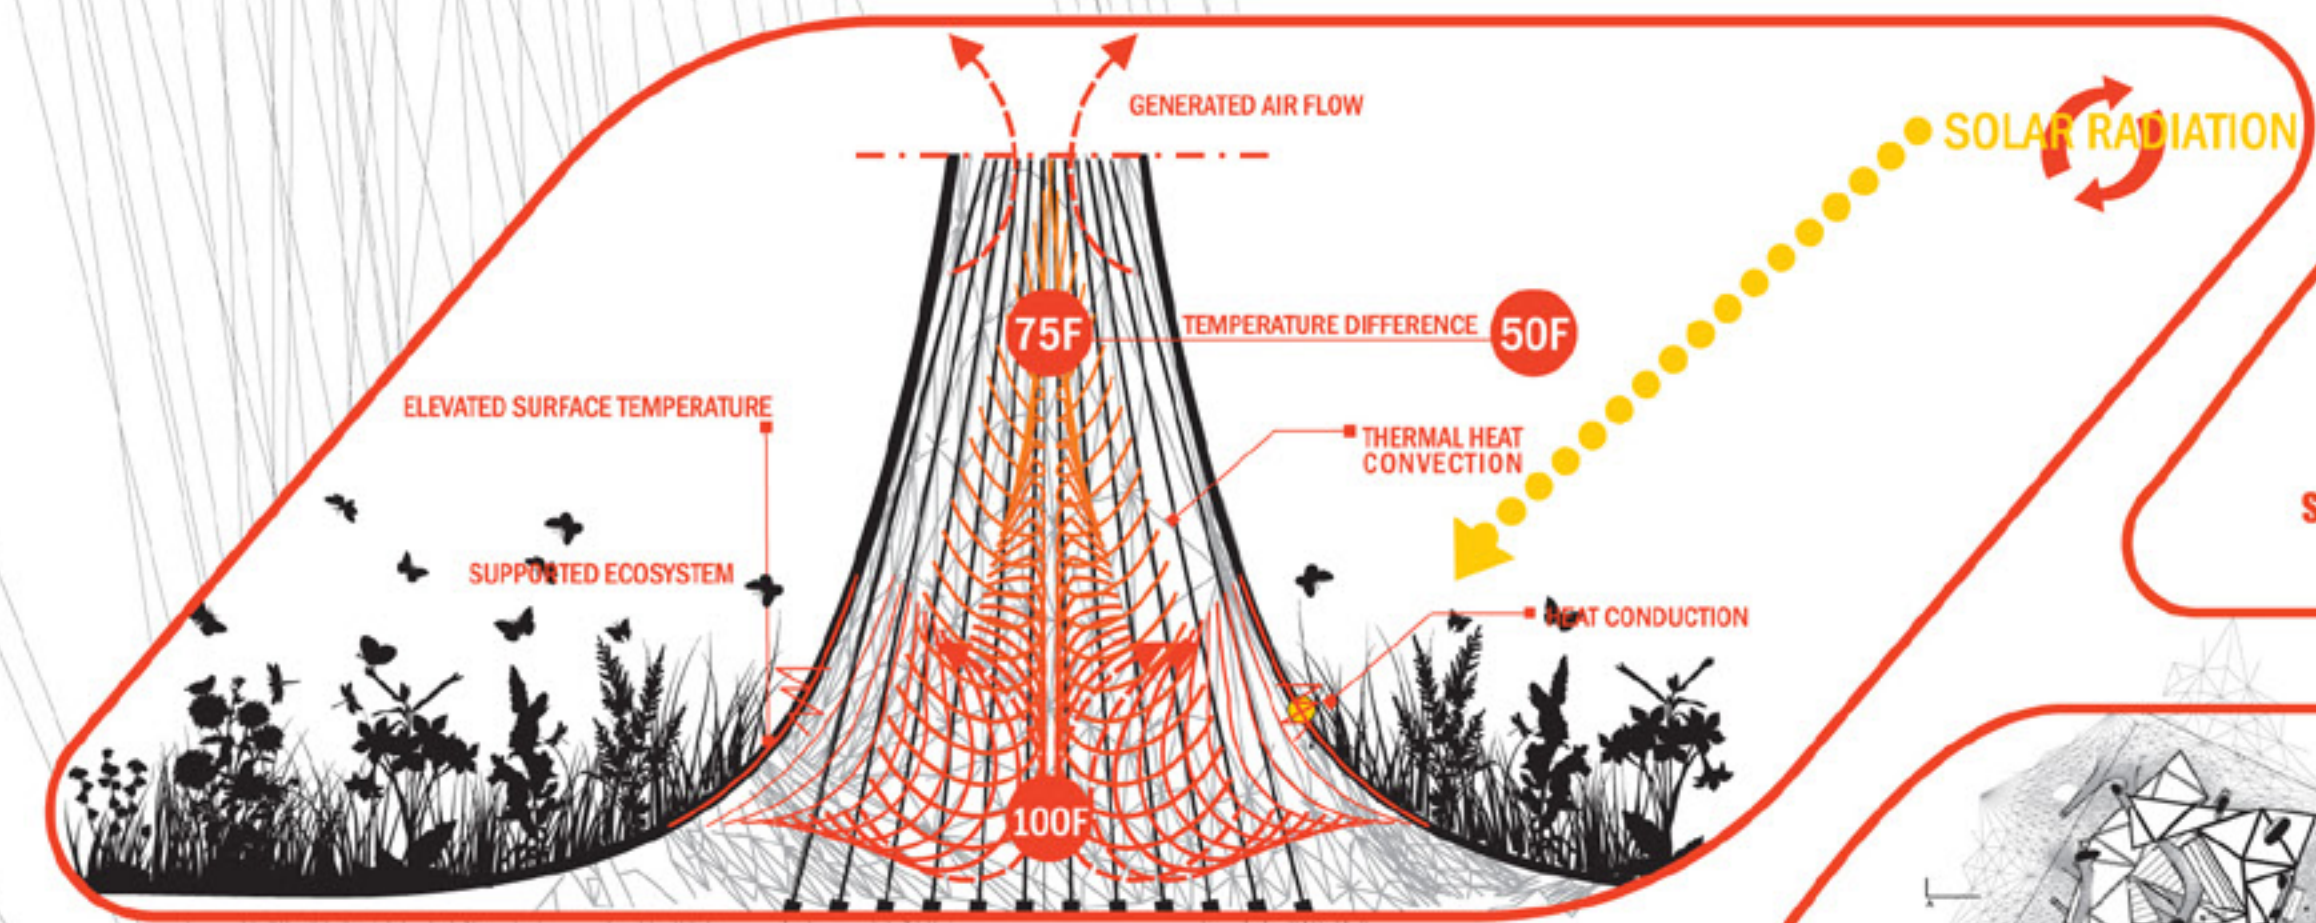 GENERATED AIR FLOW
SOLAR RADIATION
75F
TEMPERATURE DIFFERENCE
50F
ELEVATED SURFACE TEMPERATURE
THERMAL HEAT
CONVECTION
SUPPORTED ECOSYSTEM
HEAT CONDUCTION
100F